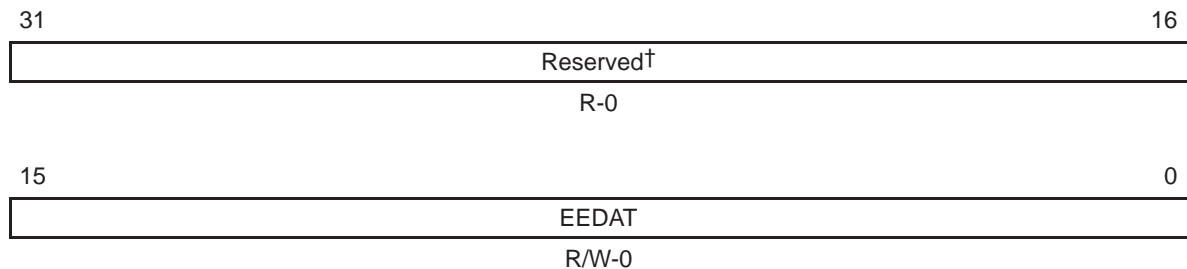 31 16
Reserved†
R-0
15 0
EEDAT
R/W-0